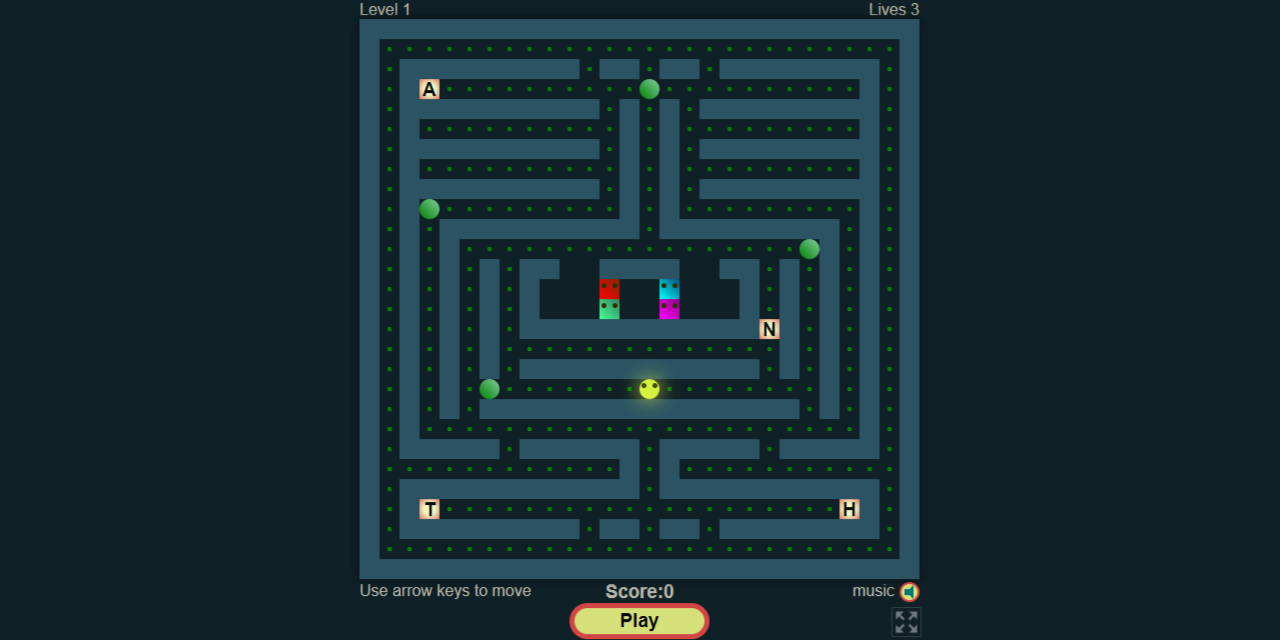 Level 1
Lives 3
A
N
T
H
Use arrow keys to move
Score:0
music
Play